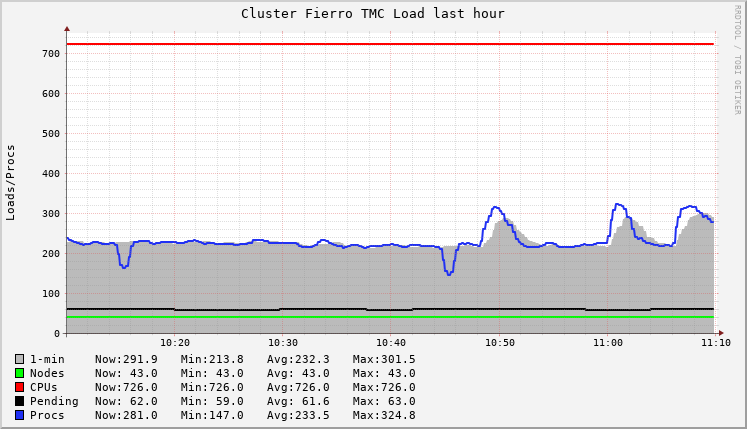 Cluster Fierro TMC Load last hour
RRDTOOL / TOBI OETIKER
Loads/Procs
700
600
500
400
300
200
100
0
10:20 10:30 10:40 10:50 11:00 11:10
1-min Now:291.9 Min:213.8 Avg:232.3 Max:301.5
Nodes Now: 43.0 Min: 43.0 Avg: 43.0 Max: 43.0
CPUs Now:726.0 Min:726.0 Avg:726.0 Max:726.0
Pending Now: 62.0 Min: 59.0 Avg: 61.6 Max: 63.0
Procs Now:281.0 Min:147.0 Avg:233.5 Max:324.8